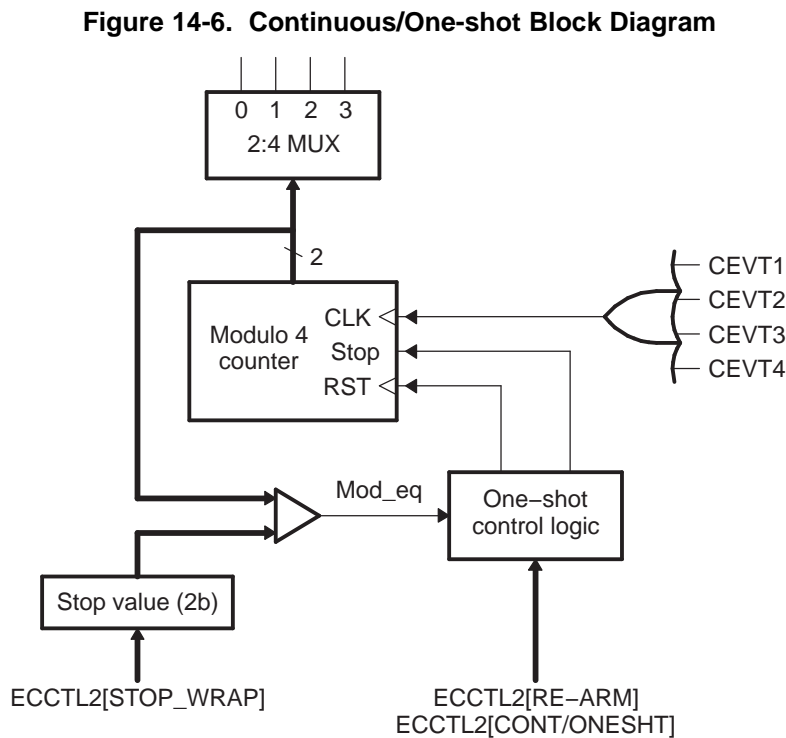 Figure 14-6. Continuous/One-shot Block Diagram
0 1 2 3
2:4 MUX
2
Modulo 4
counter
CLK
Stop
RST
CEVT1
CEVT2
CEVT3
CEVT4
Mod_eq
One−shot
control logic
Stop value (2b)
ECCTL2[STOP_WRAP]
ECCTL2[RE−ARM]
ECCTL2[CONT/ONESHT]